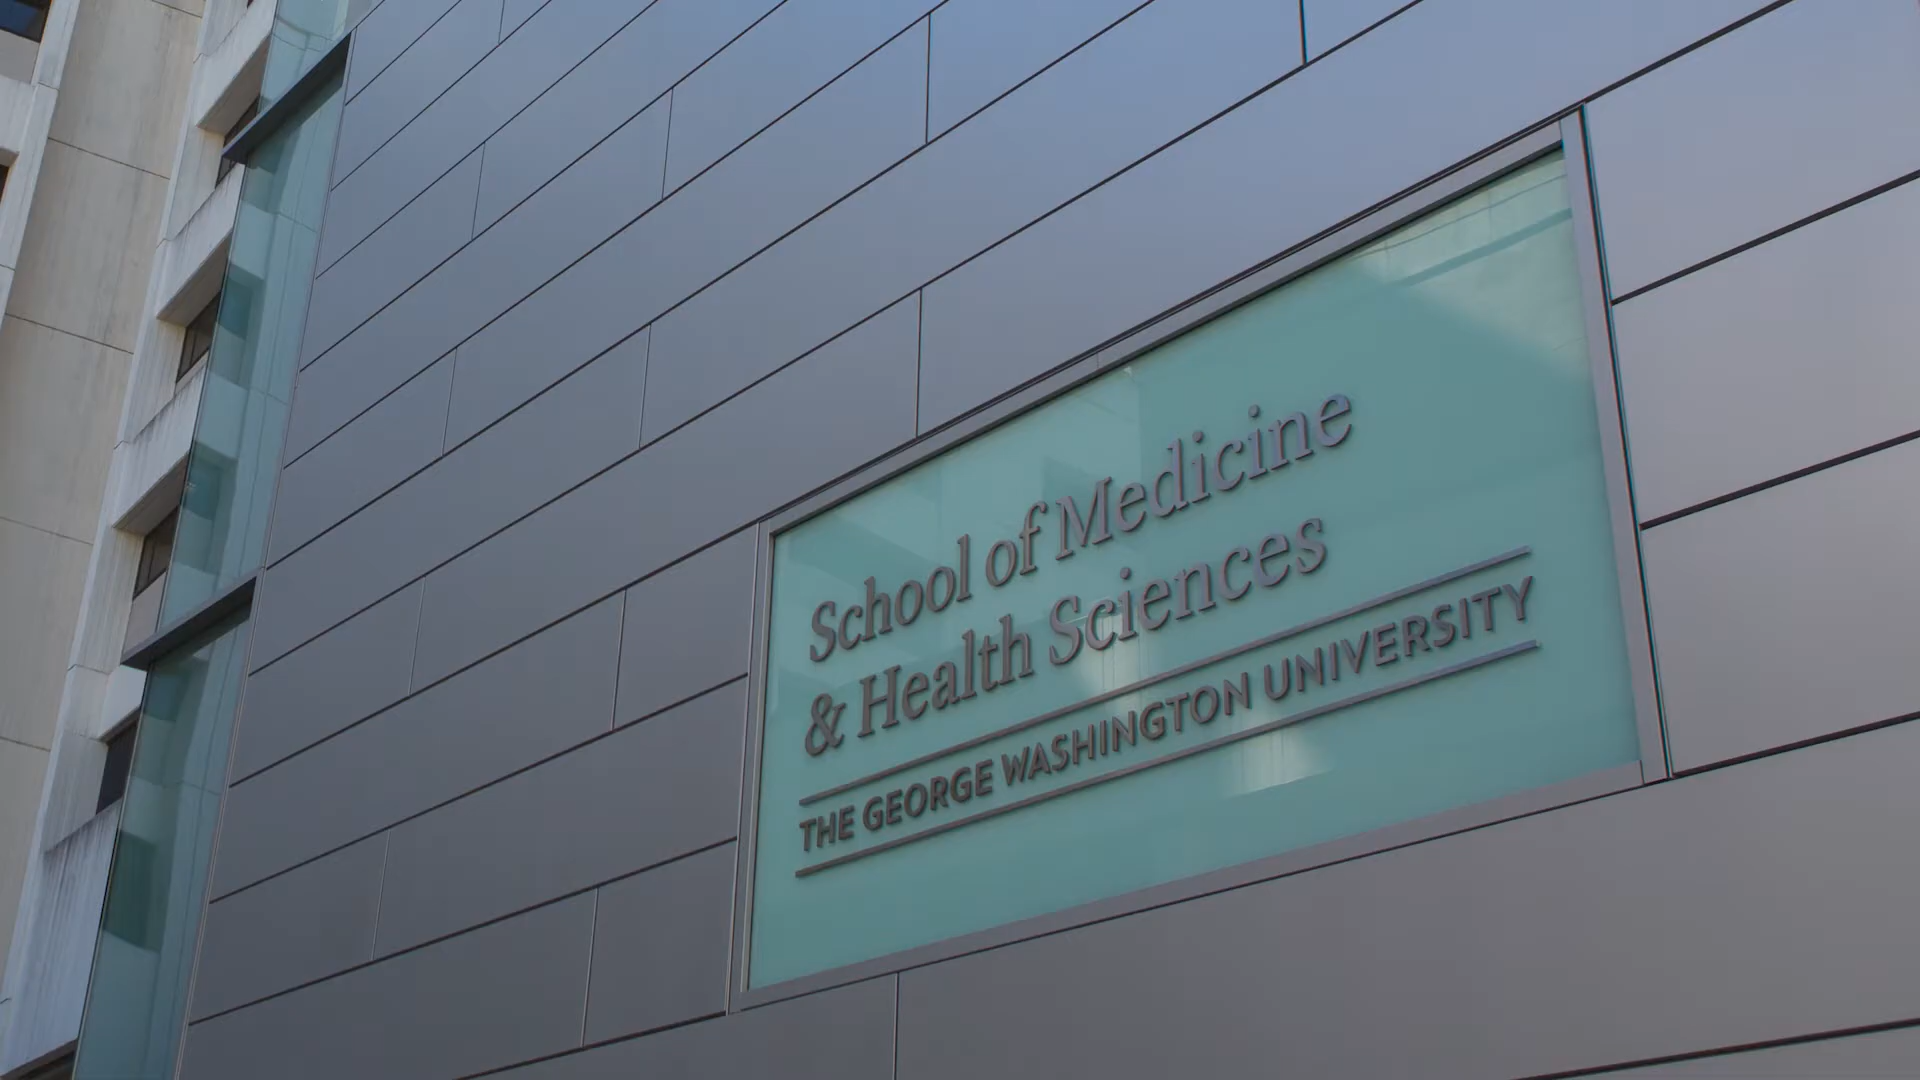 School of Medicine
& Health Sciences
THE GEORGE WASHINGTON UNIVERSITY